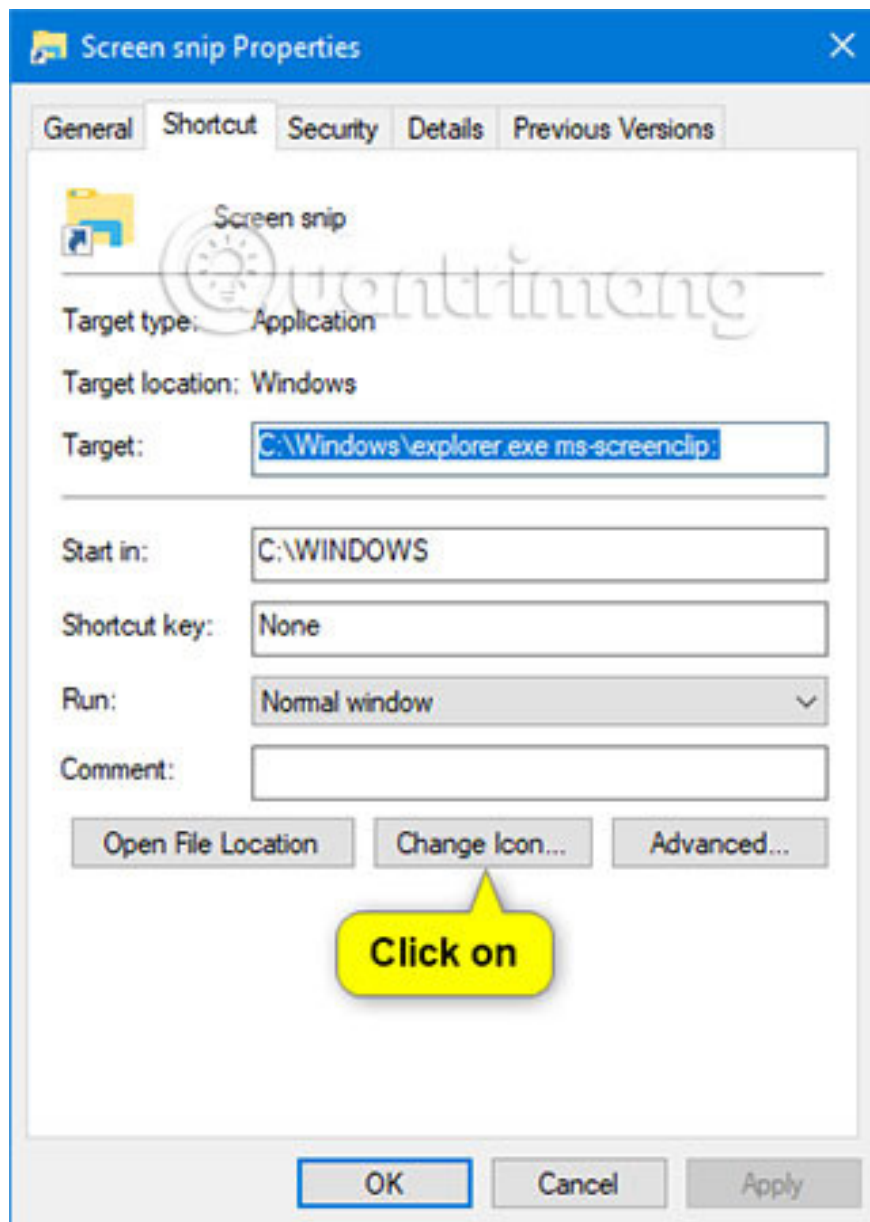 Screen snip Properties
General Shortcut Security Details Previous Versions
Screen snip
Quantrimang
Target type: Application
Target location: Windows
Target: C:\Windows\explorer.exe ms-screenclip:
Start in: C:\WINDOWS
Shortcut key: None
Run: Normal window
Comment:
Open File Location Change Icon... Advanced...
Click on
OK Cancel Apply